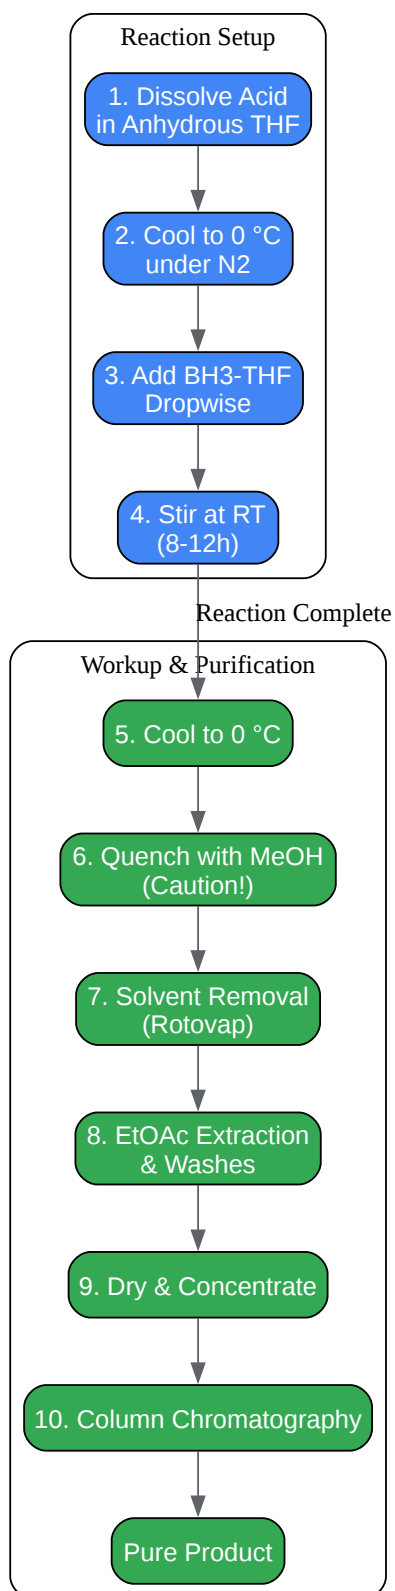 Reaction Setup
1. Dissolve Acid
in Anhydrous THF
2. Cool to 0 °C
under N2
3. Add BH3-THF
Dropwise
4. Stir at RT
(8-12h)
Reaction Complete
Workup & Purification
5. Cool to 0 °C
6. Quench with MeOH
(Caution!)
7. Solvent Removal
(Rotovap)
8. EtOAc Extraction
& Washes
9. Dry & Concentrate
10. Column Chromatography
Pure Product